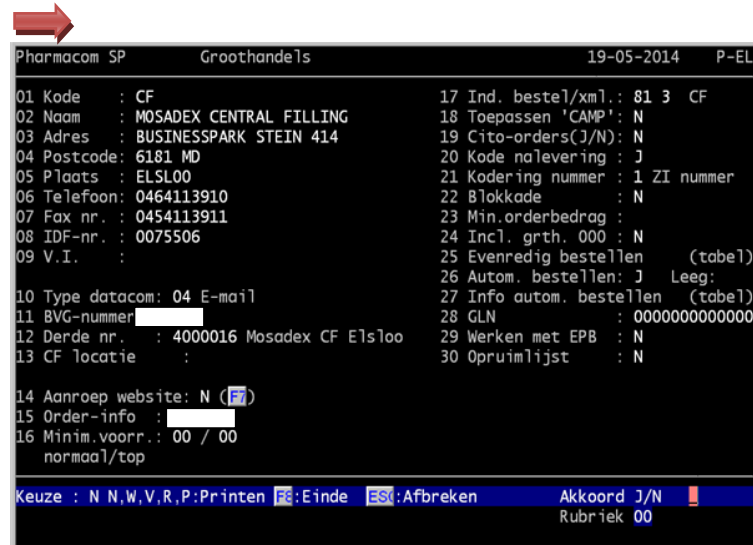 Pharmacom SP Groothandels 19-05-2014 P-EL
01 Kode : CF
02 Naam : MOSADEX CENTRAL FILLING
03 Adres : BUSINESSPARK STEIN 414
04 Postcode: 6181 MD
05 Plaats : ELSLOO
06 Telefoon: 0464113910
07 Fax nr. : 0454113911
08 IDF-nr. : 0075506
09 V.I. :
10 Type datacom: 04 E-mail
11 BVG-nummer
12 Derde nr. : 4000016 Mosadex CF Elsloo
13 CF locatie :
14 Aanroep website: N (F7)
15 Order-info :
16 Minim.voorr.: 00 / 00
normaal/top
17 Ind. bestel/xml.: 81 3 CF
18 Toepassen 'CAMP': N
19 Cito-orders(J/N): N
20 Kode nalevering : J
21 Kodering nummer : 1 ZI nummer
22 Blokkade : N
23 Min.orderbedrag :
24 Incl. grth. 000 : N
25 Evenredig bestellen (tabel)
26 Autom. bestellen: J Leeg:
27 Info autom. bestellen (tabel)
28 GLN : 0000000000000
29 Werken met EPB : N
30 Opruimlijst : N
Keuze : N N,W,V,R,P:Printen F8:Einde ESC:Afbreken Akkoord J/N _
Rubriek 00